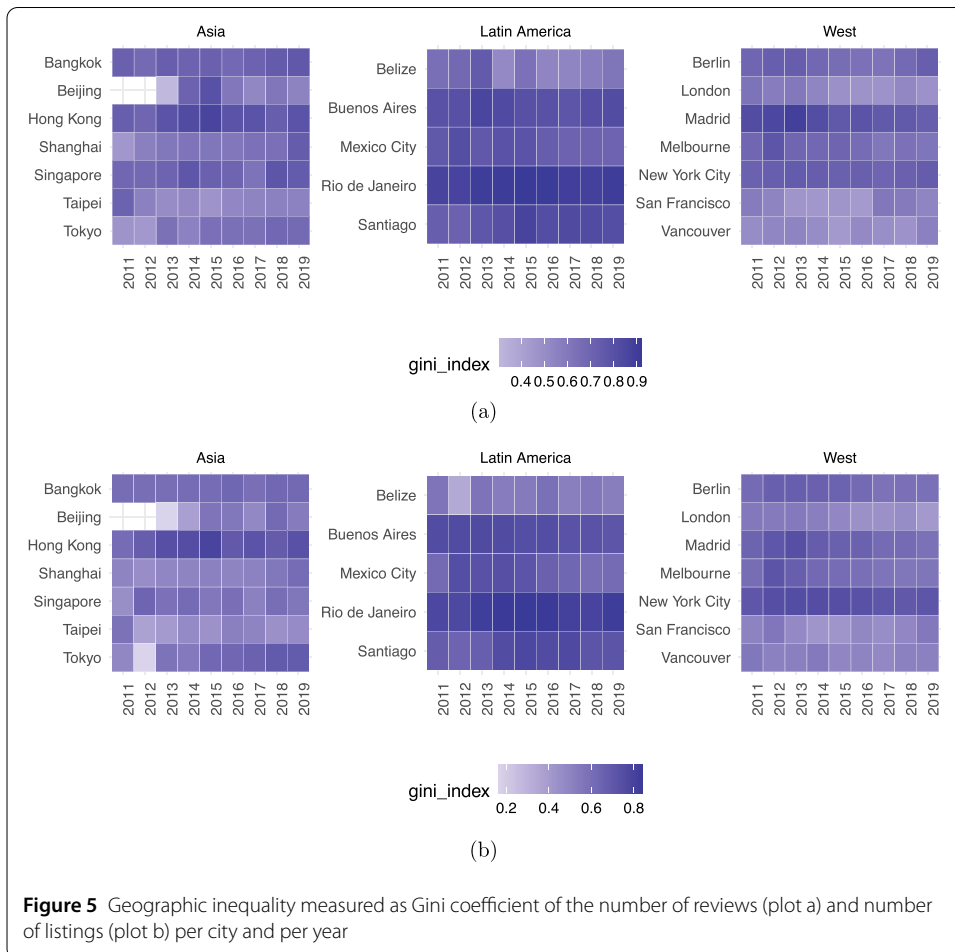 Asia
Latin America
West
Bangkok
Beijing
Hong Kong
Shanghai
Singapore
Taipei
Tokyo
2011 2012 2013 2014 2015 2016 2017 2018 2019
Belize
Buenos Aires
Mexico City
Rio de Janeiro
Santiago
2011 2012 2013 2014 2015 2016 2017 2018 2019
Berlin
London
Madrid
Melbourne
New York City
San Francisco
Vancouver
2011 2012 2013 2014 2015 2016 2017 2018 2019
gini_index
0.4 0.5 0.6 0.7 0.8 0.9
(a)
Asia
Latin America
West
Bangkok
Beijing
Hong Kong
Shanghai
Singapore
Taipei
Tokyo
2011 2012 2013 2014 2015 2016 2017 2018 2019
Belize
Buenos Aires
Mexico City
Rio de Janeiro
Santiago
2011 2012 2013 2014 2015 2016 2017 2018 2019
Berlin
London
Madrid
Melbourne
New York City
San Francisco
Vancouver
2011 2012 2013 2014 2015 2016 2017 2018 2019
gini_index
0.2 0.4 0.6 0.8
(b)
Figure 5 Geographic inequality measured as Gini coefficient of the number of reviews (plot a) and number
of listings (plot b) per city and per year